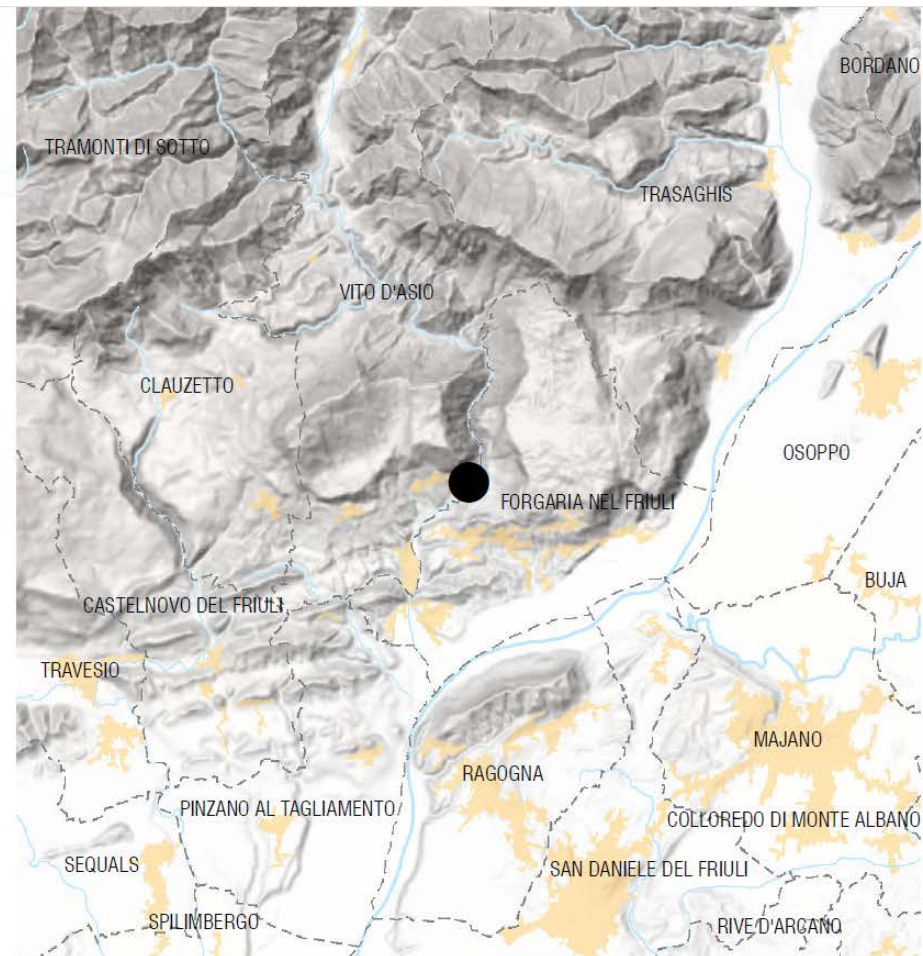 BORDANO
TRAMONTI DI SOTTO
TRASAGHIS
VITO D'ASIO
CLAUZETTO
OSOPPO
FORGARIA NEL FRIULI
BUJA
CASTELNOVO DEL FRIULI
TRAVESIO
MAJANO
RAGOGNA
PINZANO AL TAGLIAMENTO
COLLOREDO DI MONTE ALBANO
SEQUALS
SAN DANIELE DEL FRIULI
SPILIMBERGO
RIVE D'ARCANO